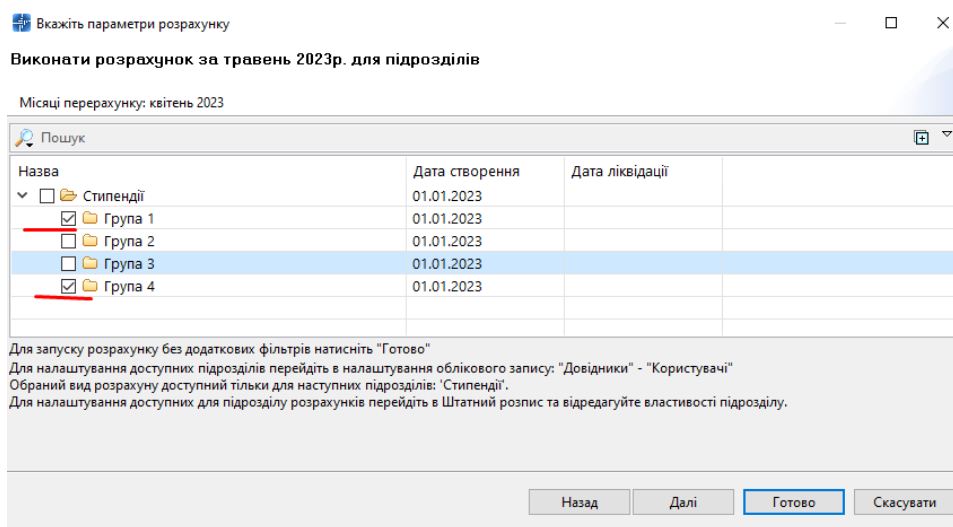 Вкажіть параметри розрахунку
Виконати розрахунок за травень 2023р. для підрозділів
Місяці перерахунку: квітень 2023
Пошук
Назва Дата створення Дата ліквідації
Стипендії 01.01.2023
Група 1 01.01.2023
Група 2 01.01.2023
Група 3 01.01.2023
Група 4 01.01.2023
Для запуску розрахунку без додаткових фільтрів натисніть "Готово"
Для налаштування доступних підрозділів перейдіть в налаштування облікового запису: "Довідники" - "Користувачі"
Обраний вид розрахуну доступний тільки для наступних підрозділів: 'Стипендії'.
Для налаштування доступних для підрозділу розрахунків перейдіть в Штатний розпис та відредагуйте властивості підрозділу.
Назад Далі Готово Скасувати